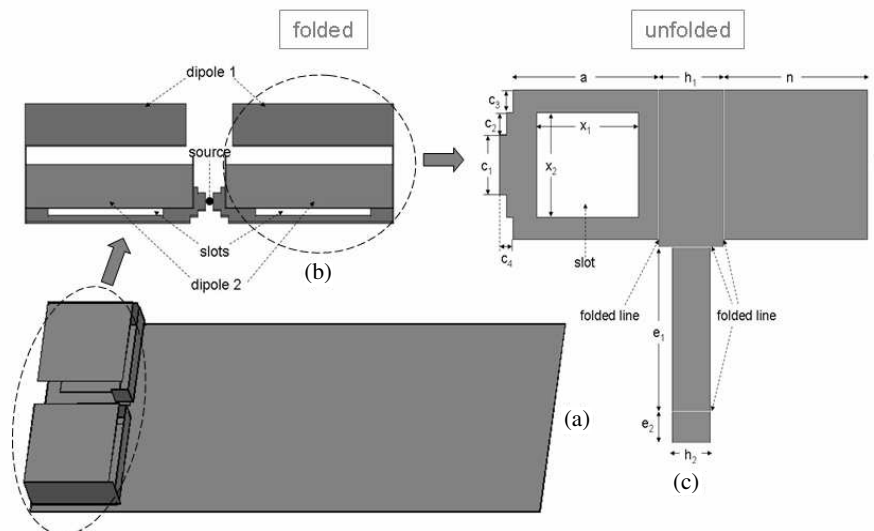 folded
unfolded
dipole 1
source
slots
dipole 2
(b)
a
h₁
n
c₃
c₂
c₁
c₄
x₁
x₂
slot
folded line
folded line
e₁
e₂
h₂
(a)
(c)